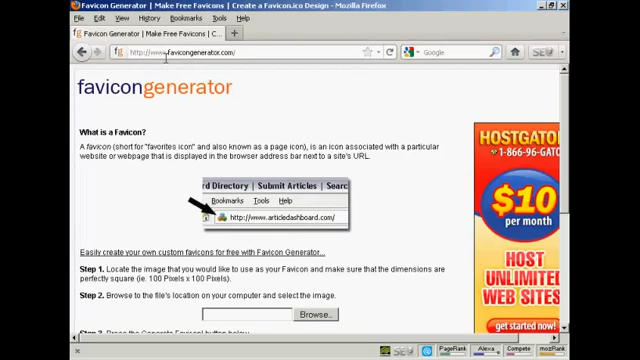 Favicon Generator | Make Free Favicons | Create a Favicon.ico Design - Mozilla Firefox
File Edit View History Bookmarks Tools Help
fg Favicon Generator | Make Free Favicons | C... +
fg http://www.favicongenerator.com/ Google
favicongenerator
What is a Favicon?
A favicon (short for "favorites icon" and also known as a page icon), is an icon associated with a particular
website or webpage that is displayed in the browser address bar next to a site's URL.
rd Directory | Submit Articles | Search
Bookmarks Tools Help
http://www.articledashboard.com/
Easily create your own custom favicons for free with Favicon Generator...
Step 1. Locate the image that you would like to use as your Favicon and make sure that the dimensions are
perfectly square (ie. 100 Pixels x 100 Pixels).
Step 2. Browse to the file's location on your computer and select the image.
Browse..
HOSTGATO
1-866-96-GATO
$10
per month
HOST
UNLIMITED
WEB SITES
get started now!
PageRank Alexa Compete mozRank